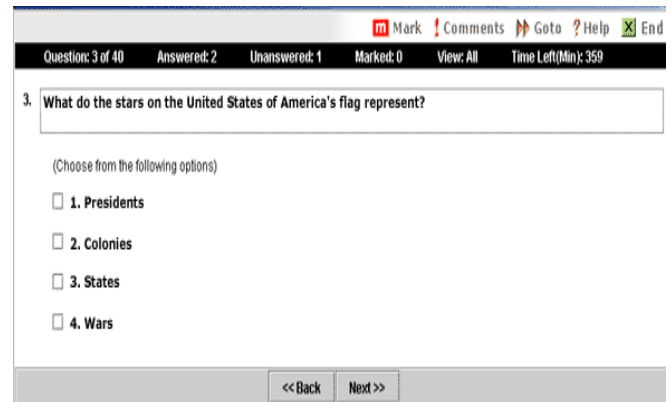 m Mark ! Comments Goto ? Help X End
Question: 3 of 40 Answered: 2 Unanswered: 1 Marked: 0 View: All Time Left(Min): 359
3. What do the stars on the United States of America's flag represent?
(Choose from the following options)
1. Presidents
2. Colonies
3. States
4. Wars
<< Back Next >>